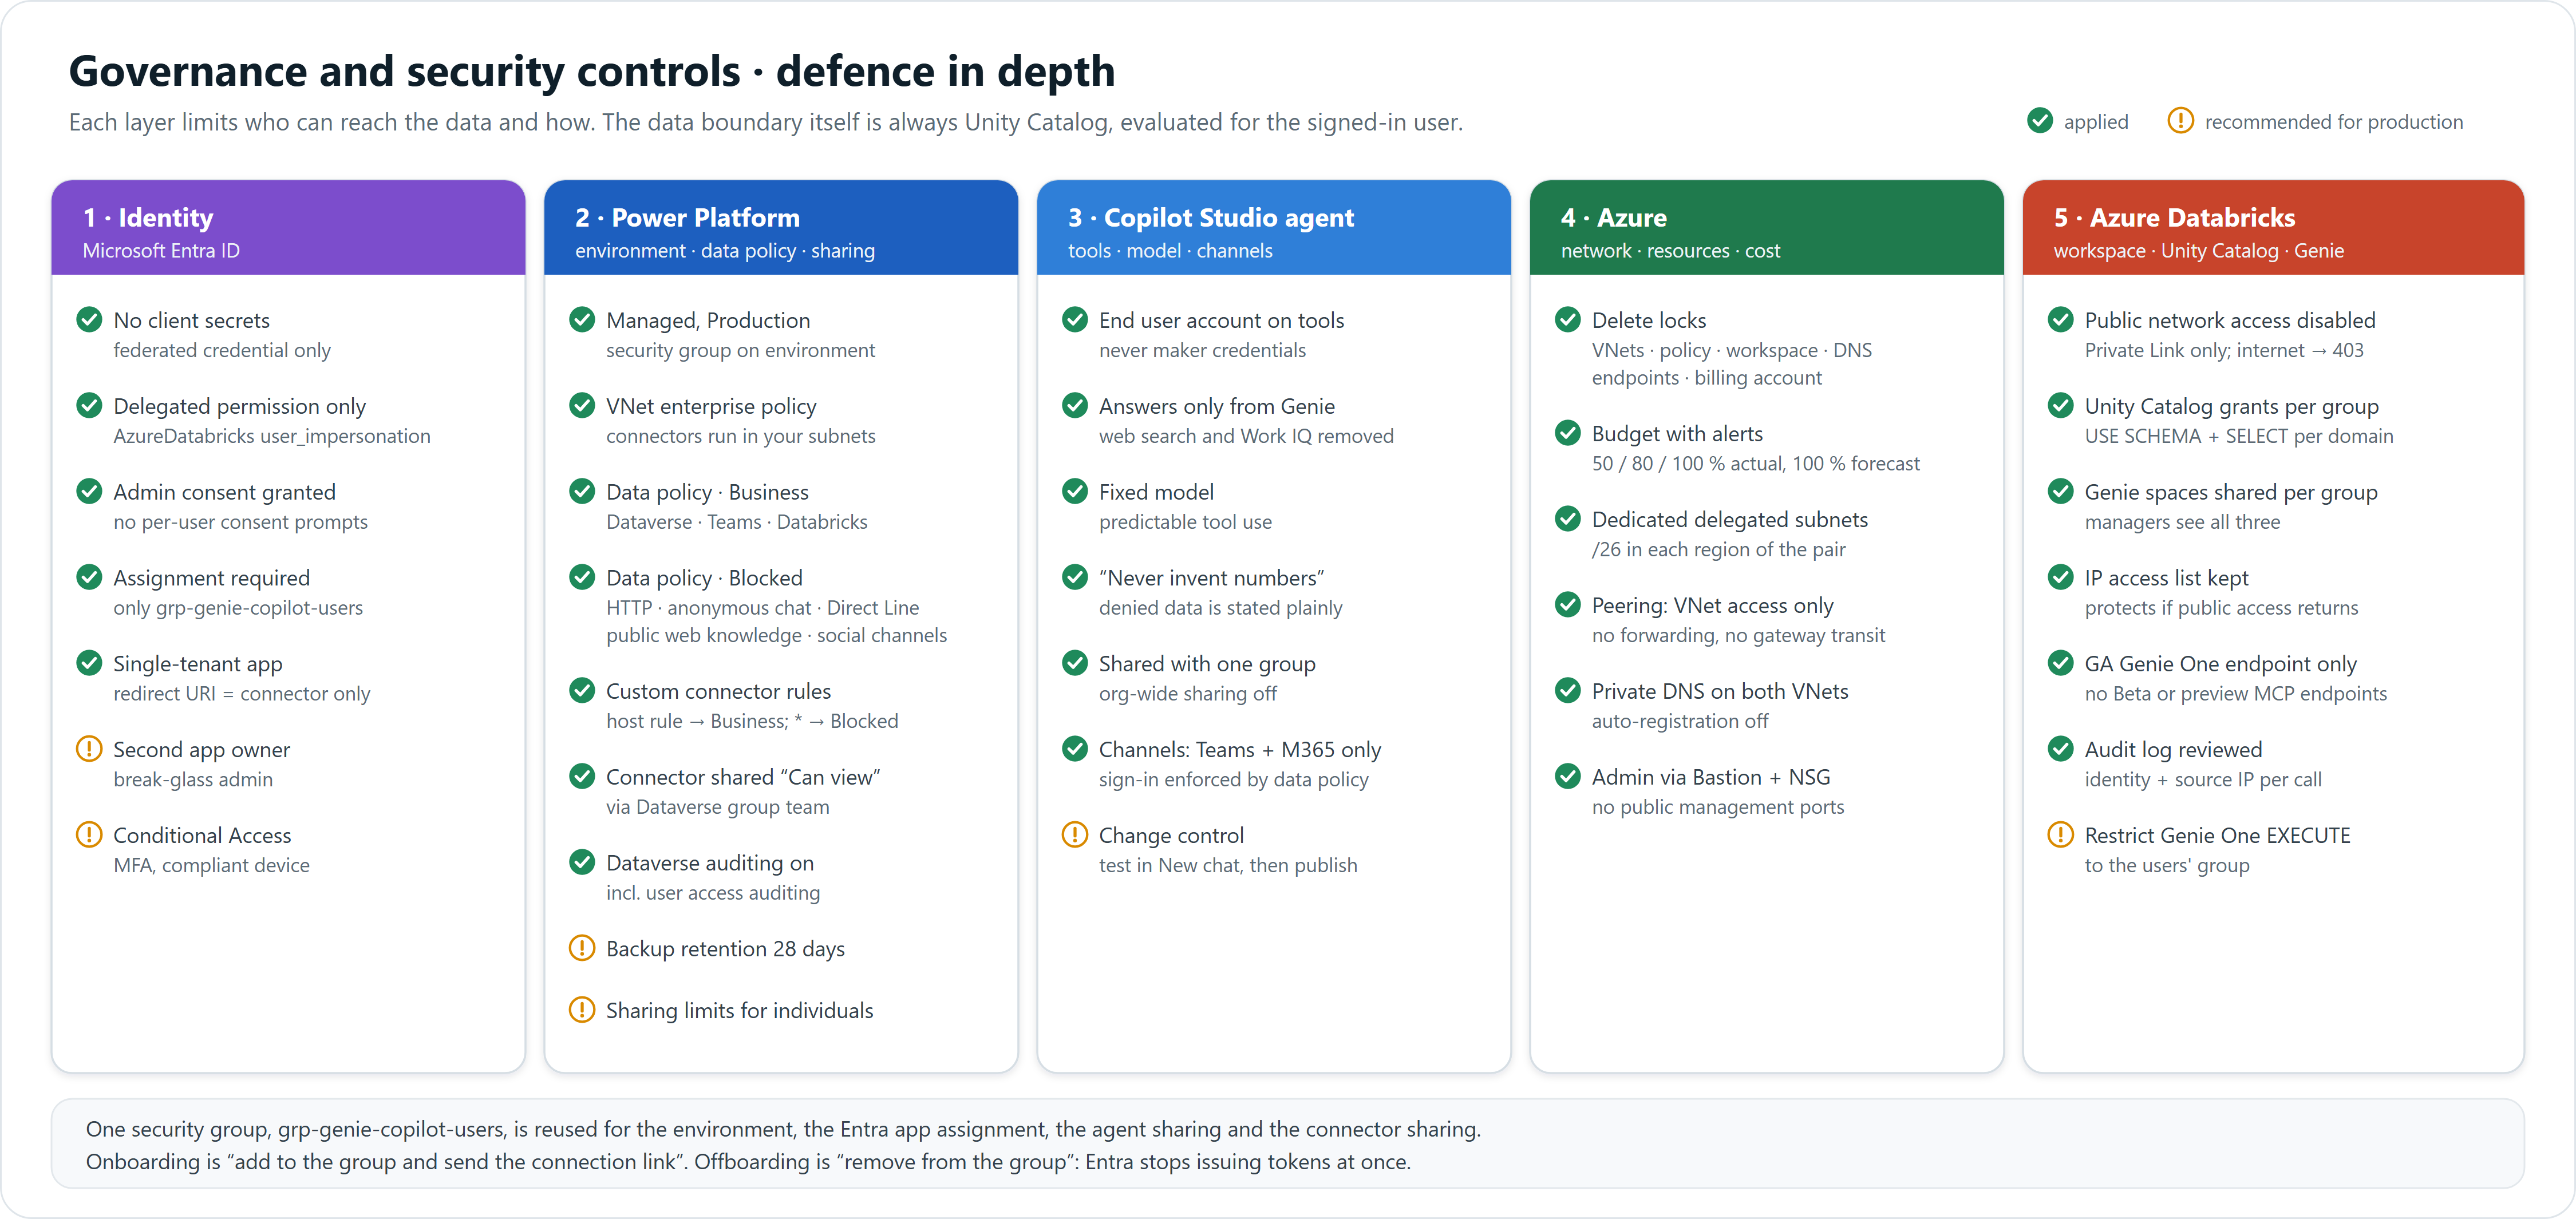 Governance and security controls · defence in depth
Each layer limits who can reach the data and how. The data boundary itself is always Unity Catalog, evaluated for the signed-in user.
applied
recommended for production
1 · Identity
Microsoft Entra ID
No client secrets
federated credential only
Delegated permission only
AzureDatabricks user_impersonation
Admin consent granted
no per-user consent prompts
Assignment required
only grp-genie-copilot-users
Single-tenant app
redirect URI = connector only
Second app owner
break-glass admin
Conditional Access
MFA, compliant device
2 · Power Platform
environment · data policy · sharing
Managed, Production
security group on environment
VNet enterprise policy
connectors run in your subnets
Data policy · Business
Dataverse · Teams · Databricks
Data policy · Blocked
HTTP · anonymous chat · Direct Line
public web knowledge · social channels
Custom connector rules
host rule → Business; * → Blocked
Connector shared “Can view”
via Dataverse group team
Dataverse auditing on
incl. user access auditing
Backup retention 28 days
Sharing limits for individuals
3 · Copilot Studio agent
tools · model · channels
End user account on tools
never maker credentials
Answers only from Genie
web search and Work IQ removed
Fixed model
predictable tool use
“Never invent numbers”
denied data is stated plainly
Shared with one group
org-wide sharing off
Channels: Teams + M365 only
sign-in enforced by data policy
Change control
test in New chat, then publish
4 · Azure
network · resources · cost
Delete locks
VNets · policy · workspace · DNS
endpoints · billing account
Budget with alerts
50 / 80 / 100 % actual, 100 % forecast
Dedicated delegated subnets
/26 in each region of the pair
Peering: VNet access only
no forwarding, no gateway transit
Private DNS on both VNets
auto-registration off
Admin via Bastion + NSG
no public management ports
5 · Azure Databricks
workspace · Unity Catalog · Genie
Public network access disabled
Private Link only; internet → 403
Unity Catalog grants per group
USE SCHEMA + SELECT per domain
Genie spaces shared per group
managers see all three
IP access list kept
protects if public access returns
GA Genie One endpoint only
no Beta or preview MCP endpoints
Audit log reviewed
identity + source IP per call
Restrict Genie One EXECUTE
to the users' group
One security group, grp-genie-copilot-users, is reused for the environment, the Entra app assignment, the agent sharing and the connector sharing.
Onboarding is “add to the group and send the connection link”. Offboarding is “remove from the group”: Entra stops issuing tokens at once.